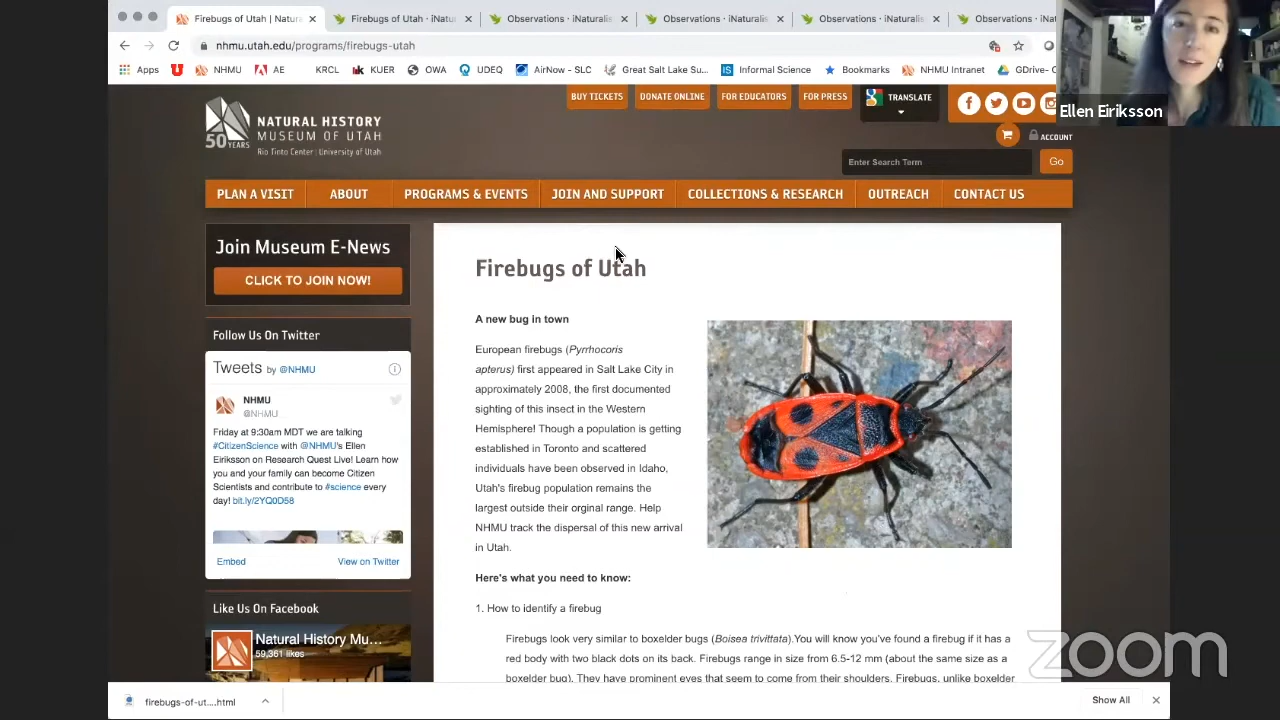 Firebugs of Utah | Natura
Firebugs of Utah · iNaturalist
Observations · iNaturalis
Observations · iNaturalis
Observations · iNaturalis
Observations · iNa
Ellen Eiriksson
nhmu.utah.edu/programs/firebugs-utah
Apps
NHMU
AE
KRCL
KUER
OWA
UDEQ
AirNow - SLC
Great Salt Lake Su...
IS Informal Science
Bookmarks
NHMU Intranet
GDrive- C
BUY TICKETS
DONATE ONLINE
FOR EDUCATORS
FOR PRESS
TRANSLATE
ACCOUNT
50 YEARS
NATURAL HISTORY
MUSEUM OF UTAH
Rio Tinto Center | University of Utah
Enter Search Term
Go
PLAN A VISIT
ABOUT
PROGRAMS & EVENTS
JOIN AND SUPPORT
COLLECTIONS & RESEARCH
OUTREACH
CONTACT US
Join Museum E-News
CLICK TO JOIN NOW!
Follow Us On Twitter
Tweets by @NHMU
NHMU
@NHMU
Friday at 9:30am MDT we are talking
#CitizenScience with @NHMU's Ellen
Eiriksson on Research Quest Live! Learn how
you and your family can become Citizen
Scientists and contribute to #science every
day! bit.ly/2YQ0D58
Embed
View on Twitter
Like Us On Facebook
Natural History Mu...
59,361 likes
Firebugs of Utah
A new bug in town
European firebugs (Pyrrhocoris
apterus) first appeared in Salt Lake City in
approximately 2008, the first documented
sighting of this insect in the Western
Hemisphere! Though a population is getting
established in Toronto and scattered
individuals have been observed in Idaho,
Utah's firebug population remains the
largest outside their orginal range. Help
NHMU track the dispersal of this new arrival
in Utah.
Here's what you need to know:
1. How to identify a firebug
Firebugs look very similar to boxelder bugs (Boisea trivittata).You will know you've found a firebug if it has a
red body with two black dots on its back. Firebugs range in size from 6.5-12 mm (about the same size as a
boxelder bug). They have prominent eyes that seem to come from their shoulders. Firebugs, unlike boxelder
zoom
firebugs-of-ut....html
Show All